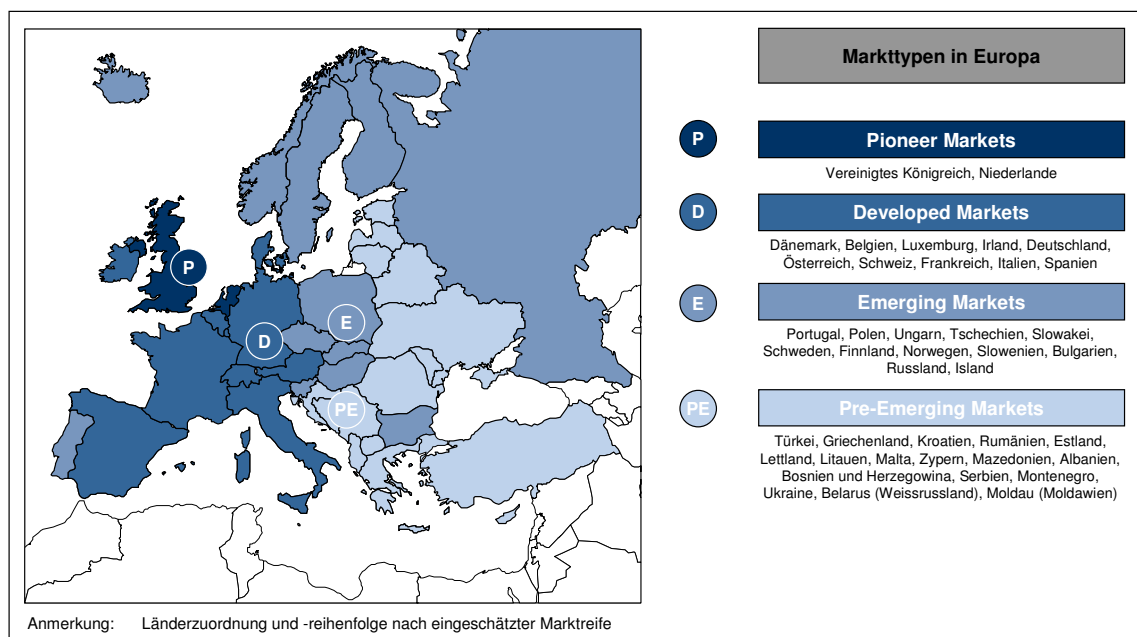 Markttypen in Europa
P
Pioneer Markets
Vereinigtes Königreich, Niederlande
D
Developed Markets
Dänemark, Belgien, Luxemburg, Irland, Deutschland,
Österreich, Schweiz, Frankreich, Italien, Spanien
E
Emerging Markets
Portugal, Polen, Ungarn, Tschechien, Slowakei,
Schweden, Finnland, Norwegen, Slowenien, Bulgarien,
Russland, Island
PE
Pre-Emerging Markets
Türkei, Griechenland, Kroatien, Rumänien, Estland,
Lettland, Litauen, Malta, Zypern, Mazedonien, Albanien,
Bosnien und Herzegowina, Serbien, Montenegro,
Ukraine, Belarus (Weissrussland), Moldau (Moldawien)
P
E
D
PE
Anmerkung: Länderzuordnung und -reihenfolge nach eingeschätzter Marktreife